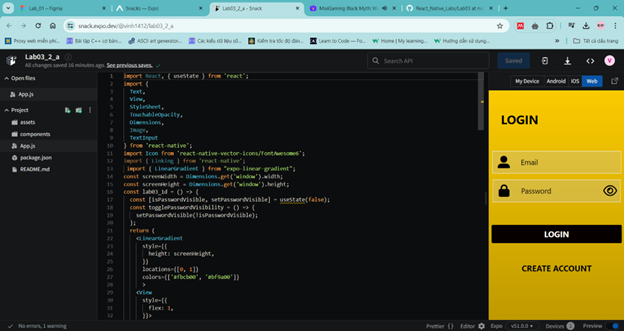 Lab_01 – Figma
Snacks — Expo
Lab03_2_a - Snack
MixiGaming Black Myth: W
React_Native_Labs/Lab03 at m
snack.expo.dev/@vinh1412/lab03_2_a
Proxy web miễn phí
Bài tập C++ cơ bản
ASCII art generator
Các kiểu dữ liệu số
Kiểm tra tốc độ (Bài
Learn to Code — Fo
Home | My learning
Hướng dẫn sử dụng
Tất cả dấu trang
Lab03_2_a
All changes saved 16 minutes ago. See previous saves.
Search API
Saved
V
Open files
App.js
Project
assets
components
App.js
package.json
README.md
1 import React, { useState } from 'react';
2 import {
3 Text,
4 View,
5 StyleSheet,
6 TouchableOpacity,
7 Dimensions,
8 Image,
9 TextInput
10 } from 'react-native';
11 import Icon from 'react-native-vector-icons/FontAwesome6';
12 import { Linking } from 'react-native';
13 import { LinearGradient } from "expo-linear-gradient";
14 const screenWidth = Dimensions.get('window').width;
15 const screenHeight = Dimensions.get('window').height;
16 const lab03_1d = () => {
17 const [isPasswordVisible, setPasswordVisible] = useState(false);
18 const togglePasswordVisibility = () => {
19 setPasswordVisible(!isPasswordVisible);
20 };
21 return (
22 <LinearGradient
23 style={{
24 height: screenHeight,
25 }}
26 locations={[0, 1]}
27 colors={['#fbcb00', '#bf9a00']}
28 >
29 <View
30 style={{
31 flex: 1,
32 }}>
My Device
Android
iOS
Web
LOGIN
Email
Password
LOGIN
CREATE ACCOUNT
No errors, 1 warning
Prettier
Editor
Expo
v51.0.0
Devices
Preview